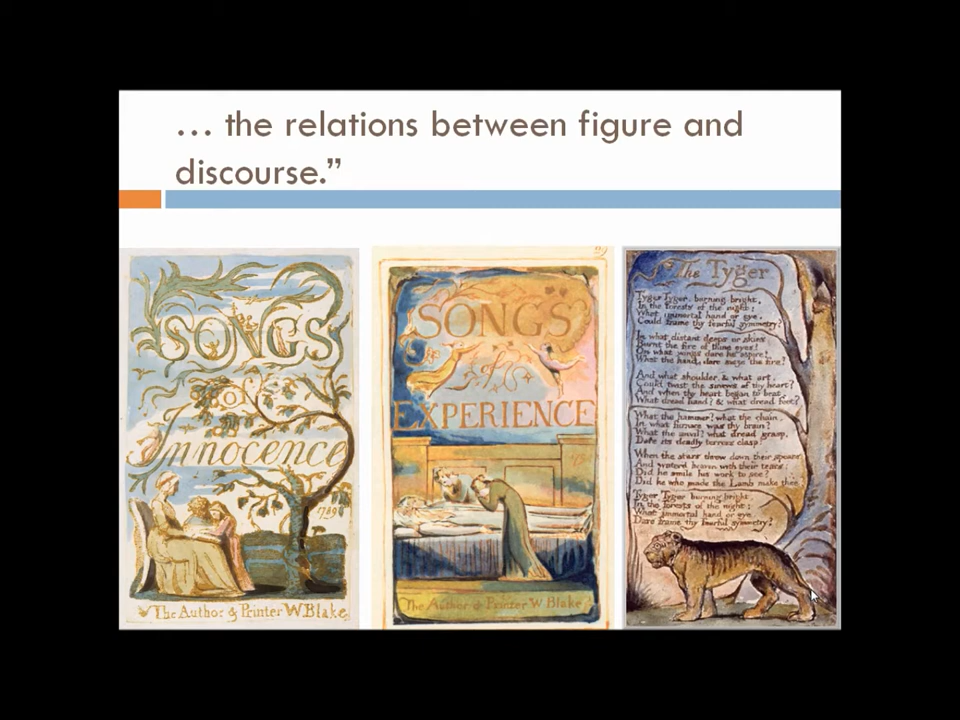 … the relations between figure and
discourse.”
SONGS
of
Innocence
1789
The Author & Printer W Blake
SONGS
of
EXPERIENCE
The Author & Printer W Blake
The Tyger
Tyger Tyger, burning bright,
In the forests of the night;
What immortal hand or eye,
Could frame thy fearful symmetry?
In what distant deeps or skies
Burnt the fire of thine eyes?
On what wings dare he aspire?
What the hand, dare sieze the fire?
And what shoulder, & what art,
Could twist the sinews of thy heart?
And when thy heart began to beat,
What dread hand? & what dread feet?
What the hammer? what the chain,
In what furnace was thy brain?
What the anvil? what dread grasp,
Dare its deadly terrors clasp!
When the stars threw down their spears
And water'd heaven with their tears:
Did he smile his work to see?
Did he who made the Lamb make thee?
Tyger Tyger burning bright,
In the forests of the night:
What immortal hand or eye,
Dare frame thy fearful symmetry?